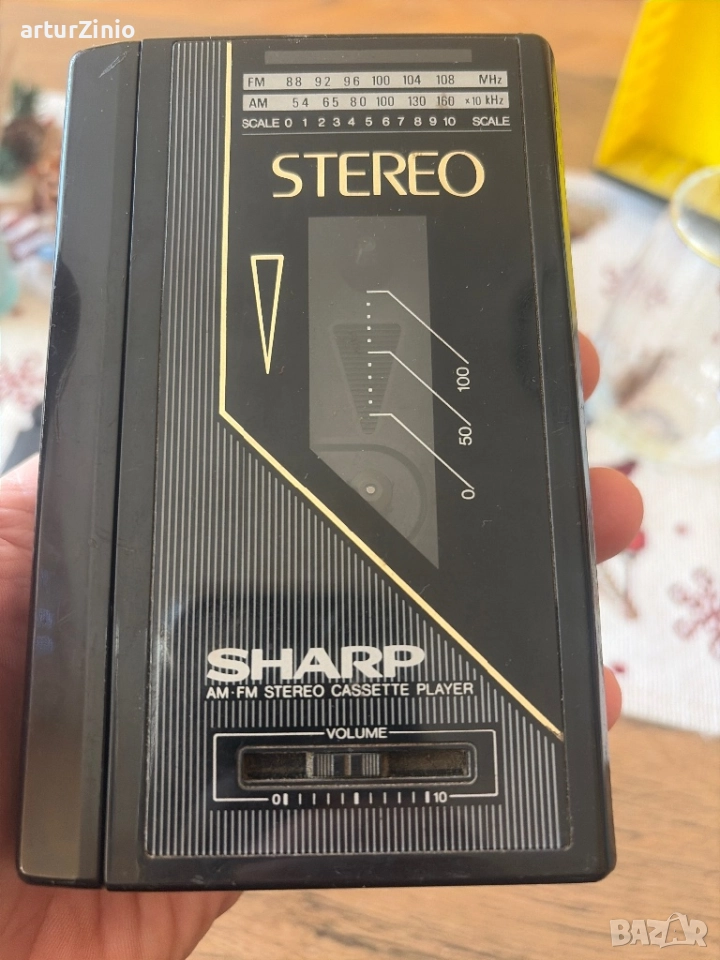 arturZinio
FM 88 92 96 100 104 108 MHz
AM 54 65 80 100 130 160 ×10 kHz
SCALE 0 1 2 3 4 5 6 7 8 9 10 SCALE
STEREO
100
50
0
SHARP
AM·FM STEREO CASSETTE PLAYER
VOLUME
0 10
BAZAR